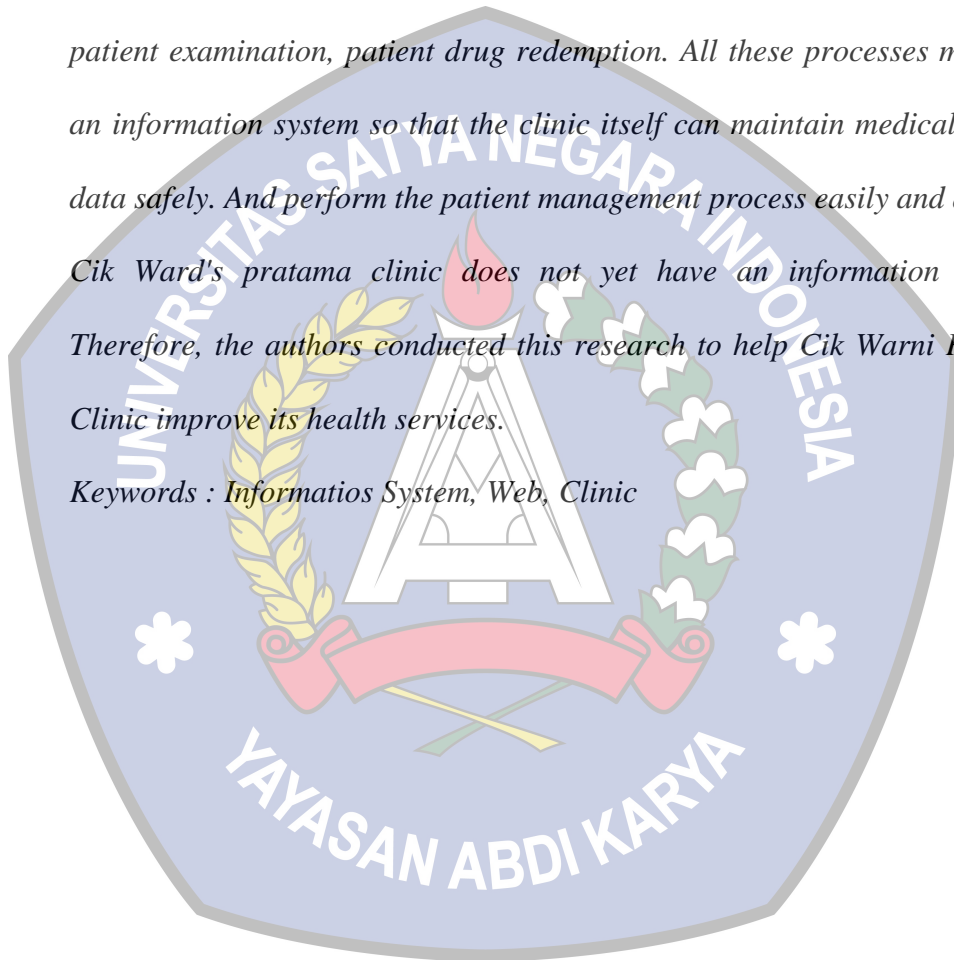 patient examination, patient drug redemption. All these processes
an information system so that the clinic itself can maintain medical
data safely. And perform the patient management process easily and
Cik Ward's pratama clinic does not yet have an information
Therefore, the authors conducted this research to help Cik Warni
Clinic improve its health services.
Keywords : Informatios System, Web, Clinic
UNIVERSITAS SATYA NEGARA INDONESIA
YAYASAN ABDI KARYA